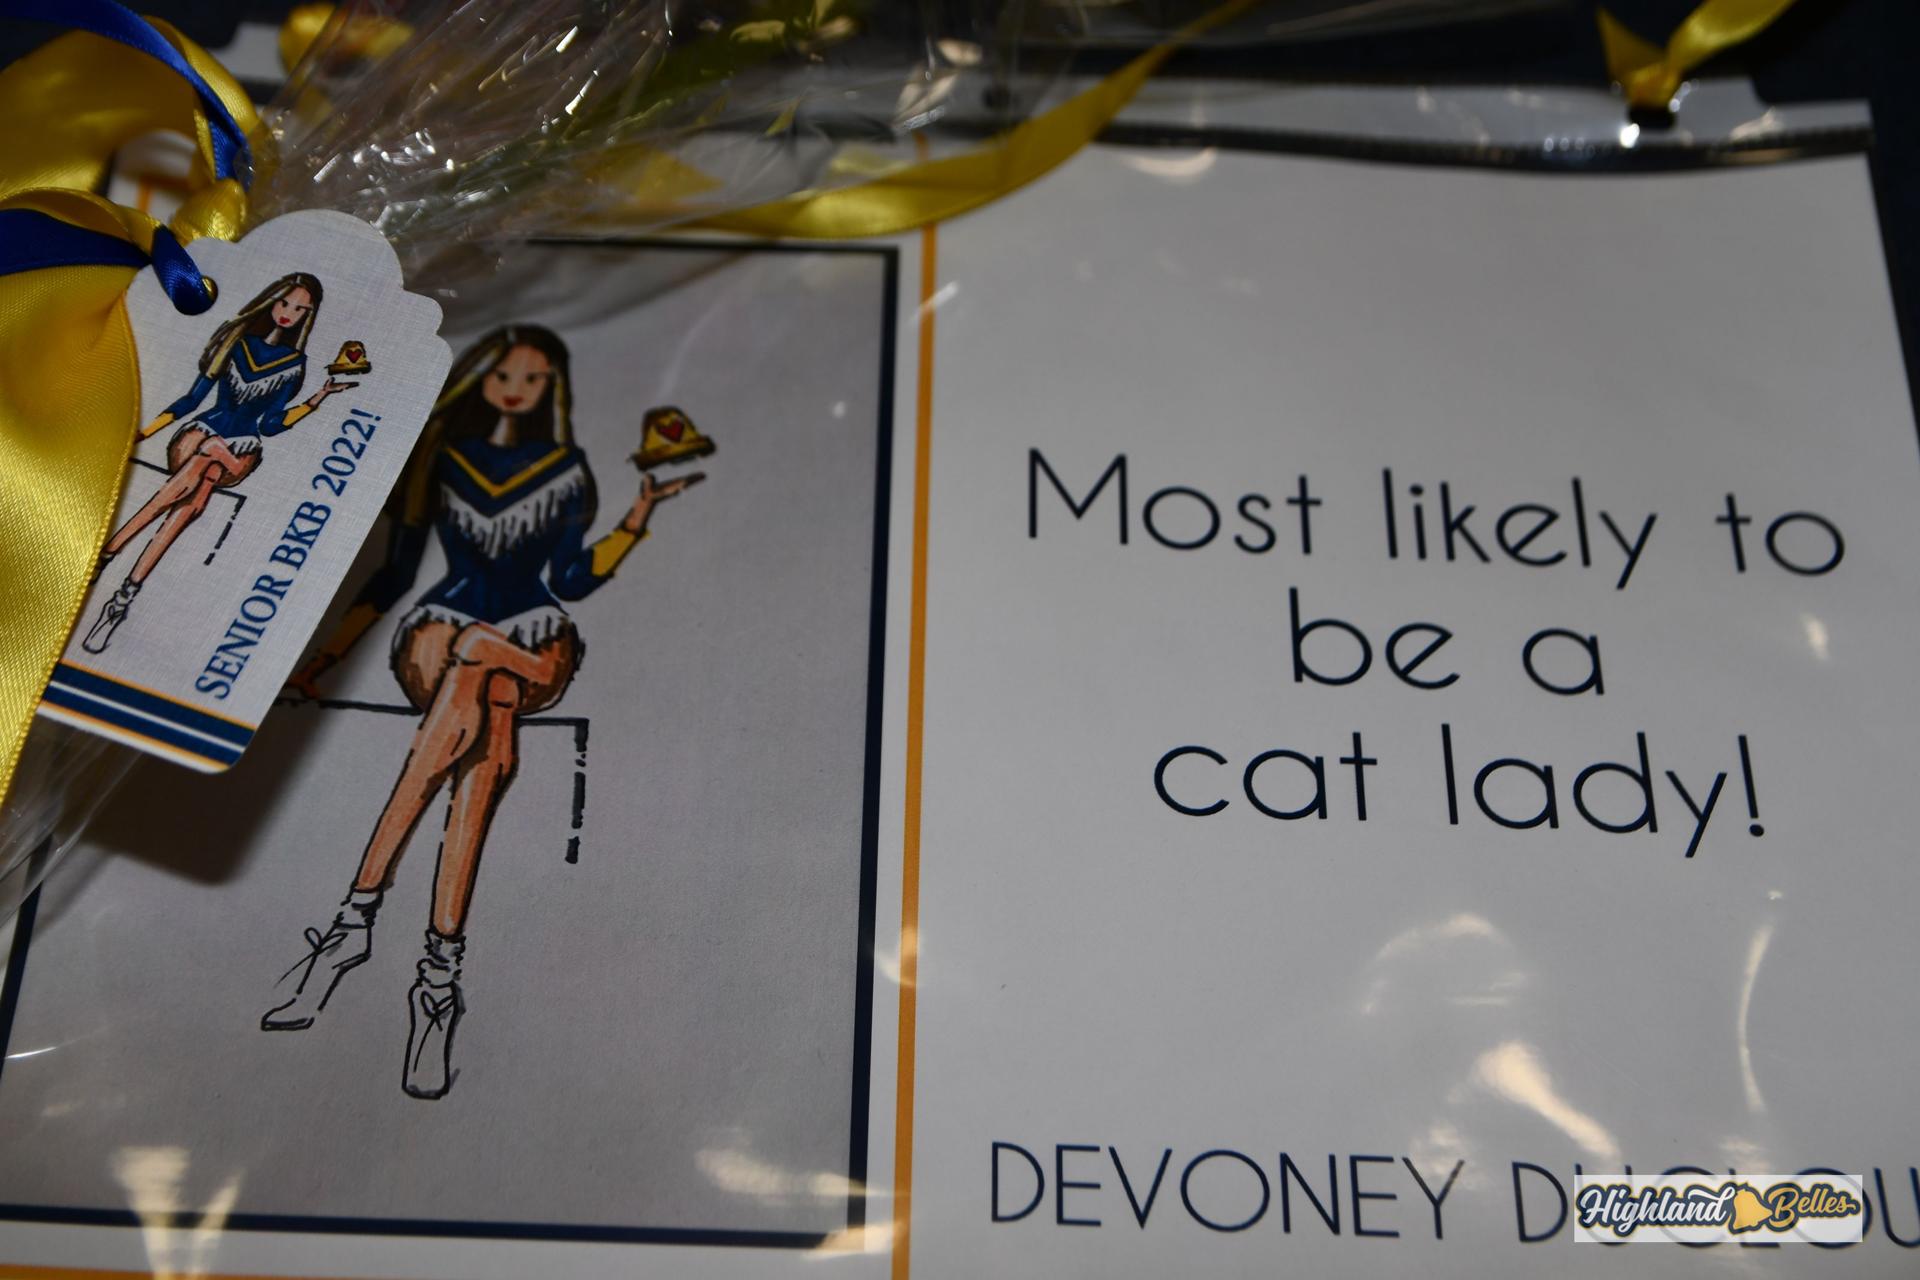 SENIOR BKB 2022!
Most likely to
be a
cat lady!
DEVONEY
Highland Belles